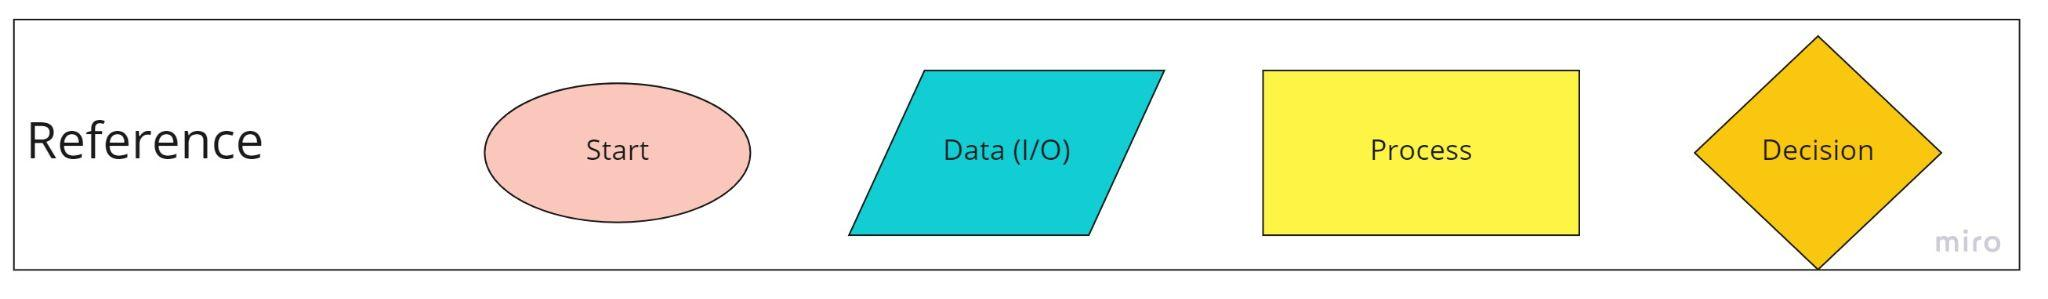 Reference
Start
Data (I/O)
Process
Decision
miro